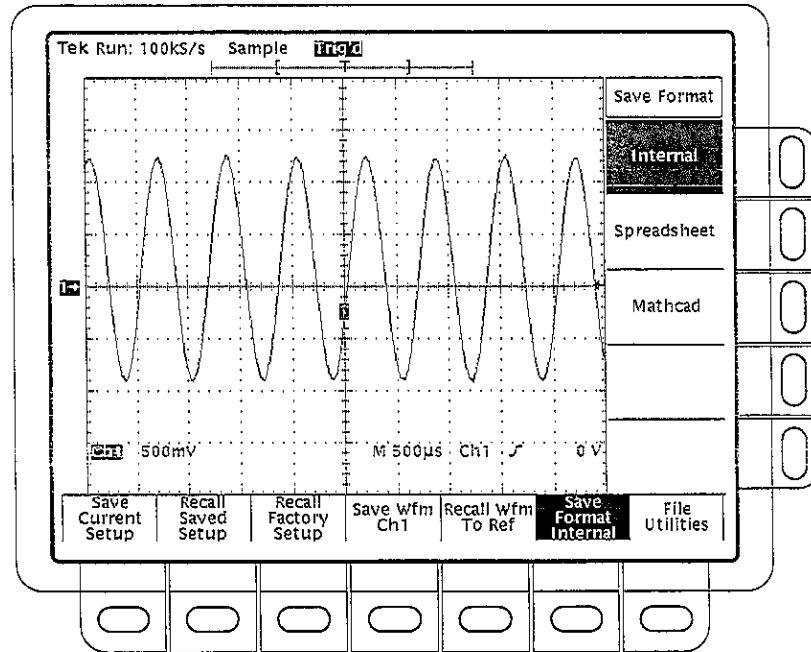 Tek Run: 100kS/s Sample Trig'd
Save Format
Internal
Spreadsheet
Mathcad
1→
T
Ch1 500mV M 500µs Ch1 0 V
Save Current Setup
Recall Saved Setup
Recall Factory Setup
Save Wfm Ch1
Recall Wfm To Ref
Save Format Internal
File Utilities